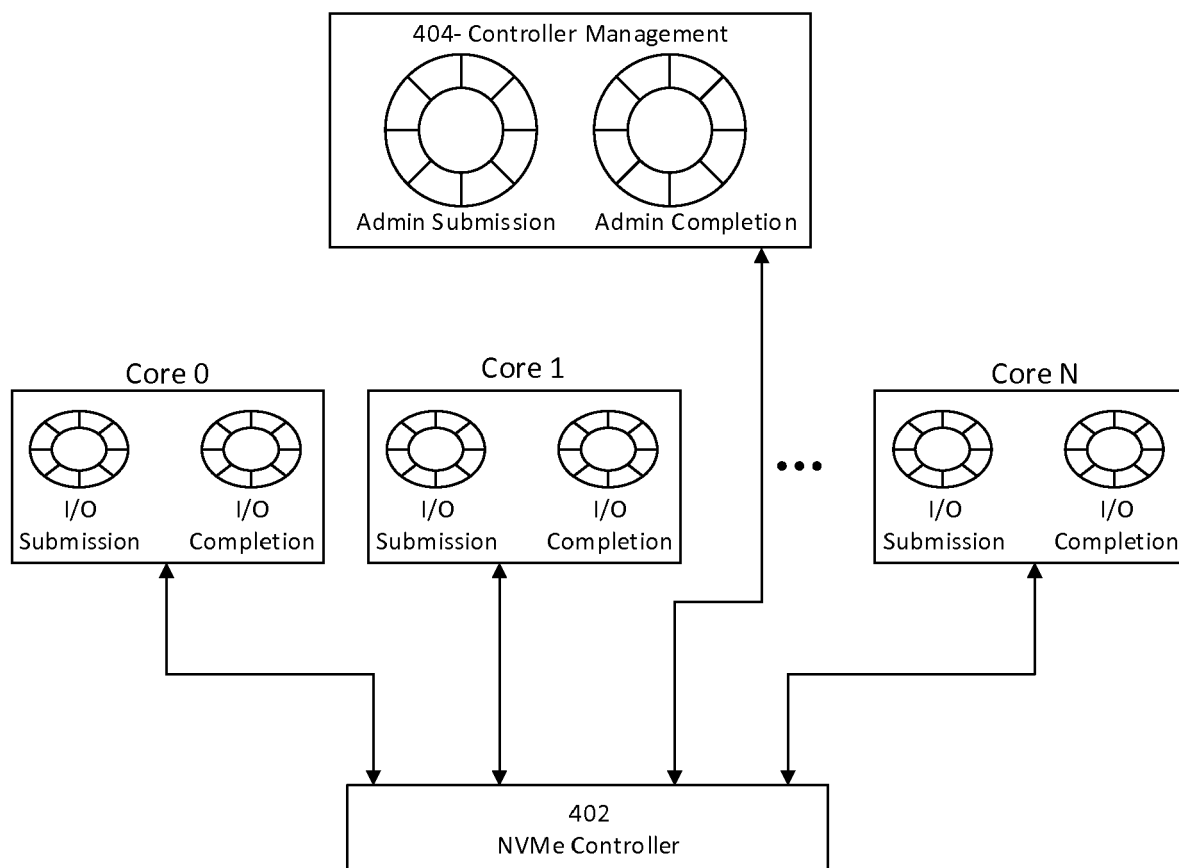 404- Controller Management
Admin Submission
Admin Completion
Core 0
Core 1
Core N
I/O
Submission
I/O
Completion
I/O
Submission
I/O
Completion
I/O
Submission
I/O
Completion
402
NVMe Controller